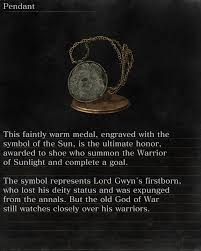 Pendant
This faintly warm medal, engraved with the
symbol of the Sun, is the ultimate honor,
awarded to shoe who summon the Warrior
of Sunlight and complete a goal.
The symbol represents Lord Gwyn's firstborn,
who lost his deity status and was expunged
from the annals. But the old God of War
still watches closely over his warriors.